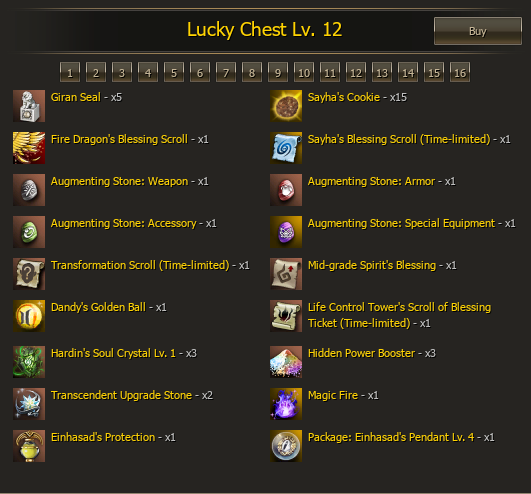 Lucky Chest Lv. 12
Buy
1 2 3 4 5 6 7 8 9 10 11 12 13 14 15 16
Giran Seal - x5
Sayha's Cookie - x15
Fire Dragon's Blessing Scroll - x1
Sayha's Blessing Scroll (Time-limited) - x1
Augmenting Stone: Weapon - x1
Augmenting Stone: Armor - x1
Augmenting Stone: Accessory - x1
Augmenting Stone: Special Equipment - x1
Transformation Scroll (Time-limited) - x1
Mid-grade Spirit's Blessing - x1
Dandy's Golden Ball - x1
Life Control Tower's Scroll of Blessing
Ticket (Time-limited) - x1
Hardin's Soul Crystal Lv. 1 - x3
Hidden Power Booster - x3
Transcendent Upgrade Stone - x2
Magic Fire - x1
Einhasad's Protection - x1
Package: Einhasad's Pendant Lv. 4 - x1